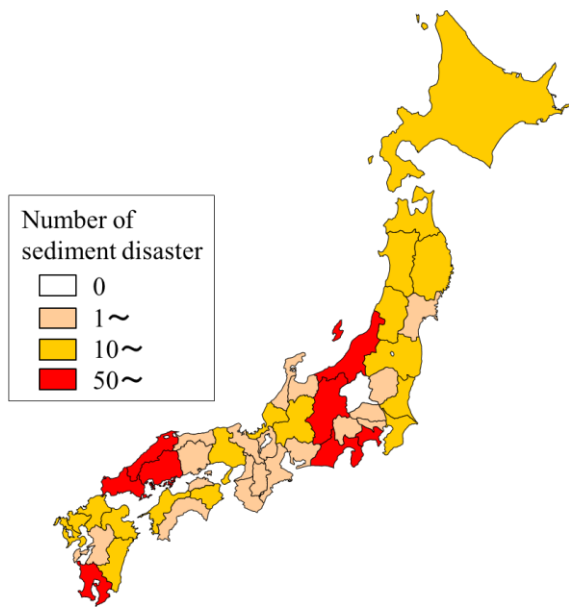 Number of
sediment disaster
0
1～
10～
50～